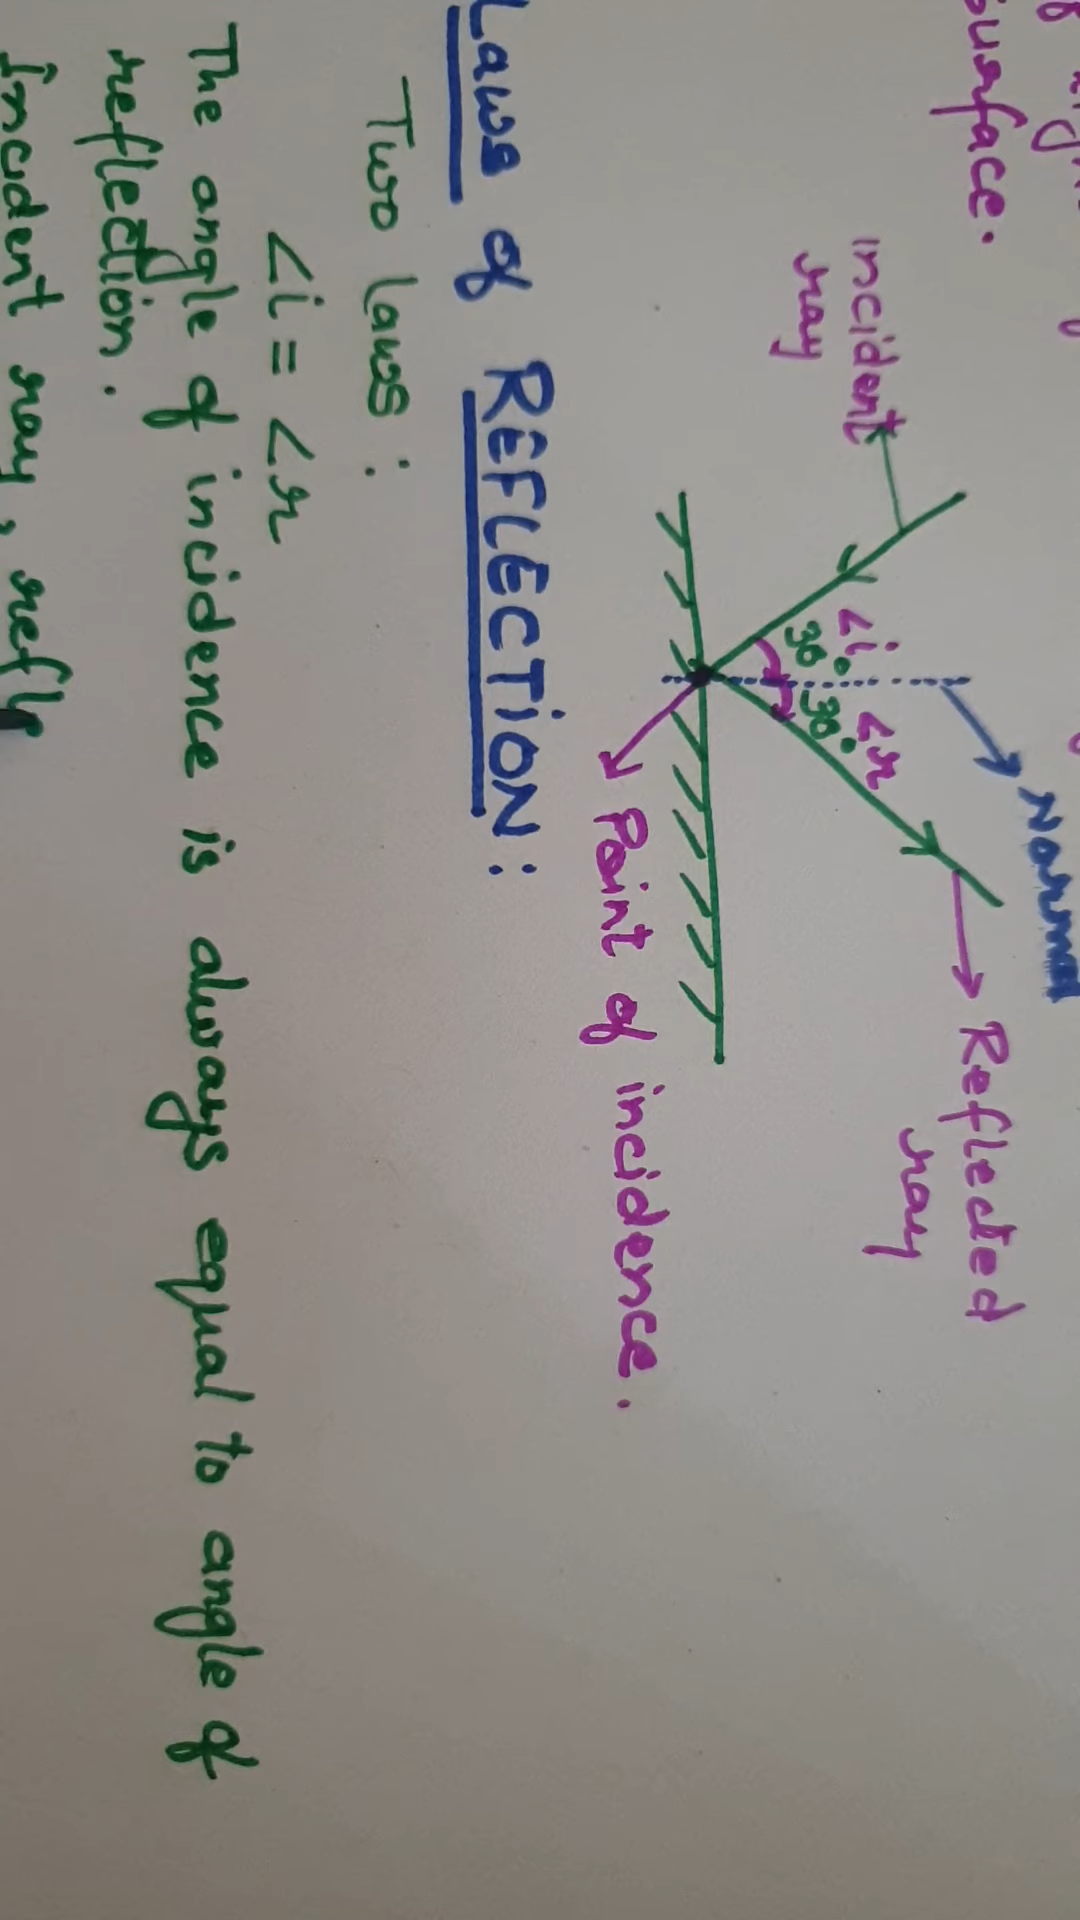 surface.
Normal
incident
ray
∠i
30°
∠r
30°
Reflected
ray
Point of incidence.
Laws of REFLECTION:
Two laws:
∠i = ∠r
The angle of incidence is always equal to angle of
reflection.
incident ray, refl